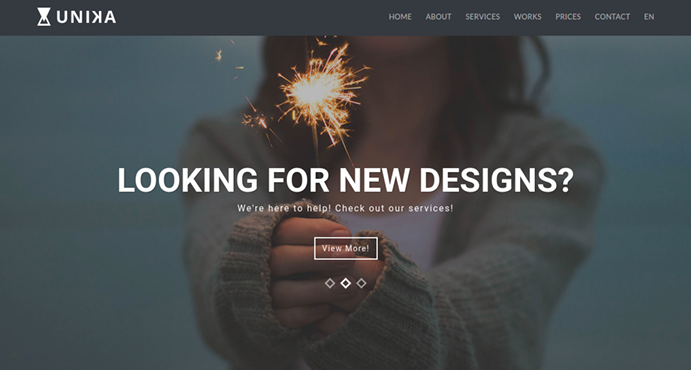 UNIKA
HOME ABOUT SERVICES WORKS PRICES CONTACT EN
LOOKING FOR NEW DESIGNS?
We're here to help! Check out our services!
View More!